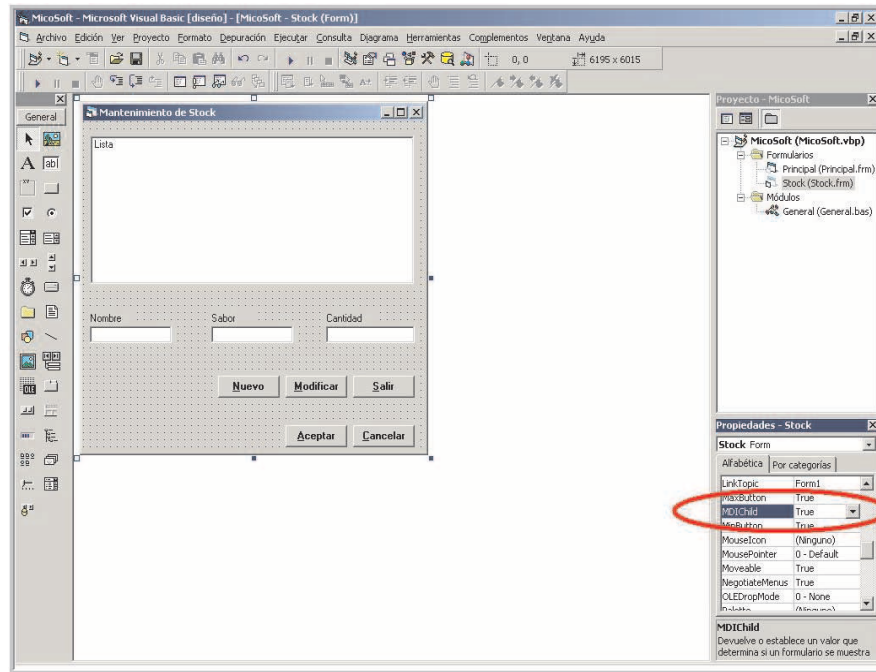 MicoSoft - Microsoft Visual Basic [diseño] - [MicoSoft - Stock (Form)]
Archivo Edición Ver Proyecto Formato Depuración Ejecutar Consulta Diagrama Herramientas Complementos Ventana Ayuda
0, 0 6195 x 6015
General
A ab|
OLE
Mantenimiento de Stock
Lista
Nombre Sabor Cantidad
Nuevo Modificar Salir
Aceptar Cancelar
Proyecto - MicoSoft
MicoSoft (MicoSoft.vbp)
Formularios
Principal (Principal.frm)
Stock (Stock.frm)
Módulos
General (General.bas)
Propiedades - Stock
Stock Form
Alfabética Por categorías
LinkTopic Form1
MaxButton True
MDIChild True
MinButton True
MouseIcon (Ninguno)
MousePointer 0 - Default
Moveable True
NegotiateMenus True
OLEDropMode 0 - None
Palette (Ninguno)
MDIChild
Devuelve o establece un valor que
determina si un formulario se muestra